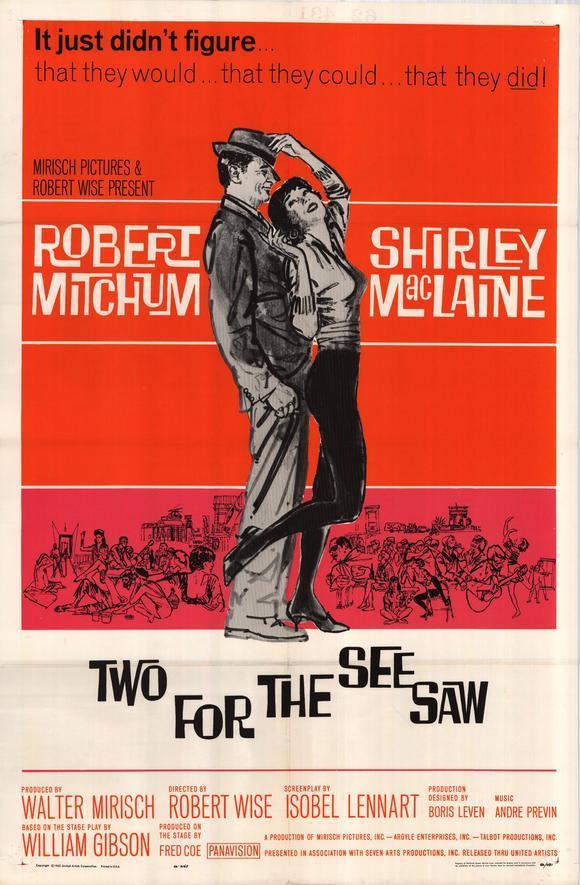 It just didn't figure...
that they would...that they could...that they did!
MIRISCH PICTURES &
ROBERT WISE PRESENT
ROBERT
MITCHUM
SHIRLEY
MacLAINE
TWO FOR THE SEE SAW
PRODUCED BY
WALTER MIRISCH
DIRECTED BY
ROBERT WISE
SCREENPLAY BY
ISOBEL LENNART
PRODUCTION
DESIGNED BY
BORIS LEVEN
MUSIC
ANDRE PREVIN
BASED ON THE STAGE PLAY BY
WILLIAM GIBSON
PRODUCED ON
THE STAGE BY
FRED COE
PANAVISION
A PRODUCTION OF MIRISCH PICTURES, INC. — ARGYLE ENTERPRISES, INC. — TALBOT PRODUCTIONS, INC.
PRESENTED IN ASSOCIATION WITH SEVEN ARTS PRODUCTIONS, INC. RELEASED THRU UNITED ARTISTS